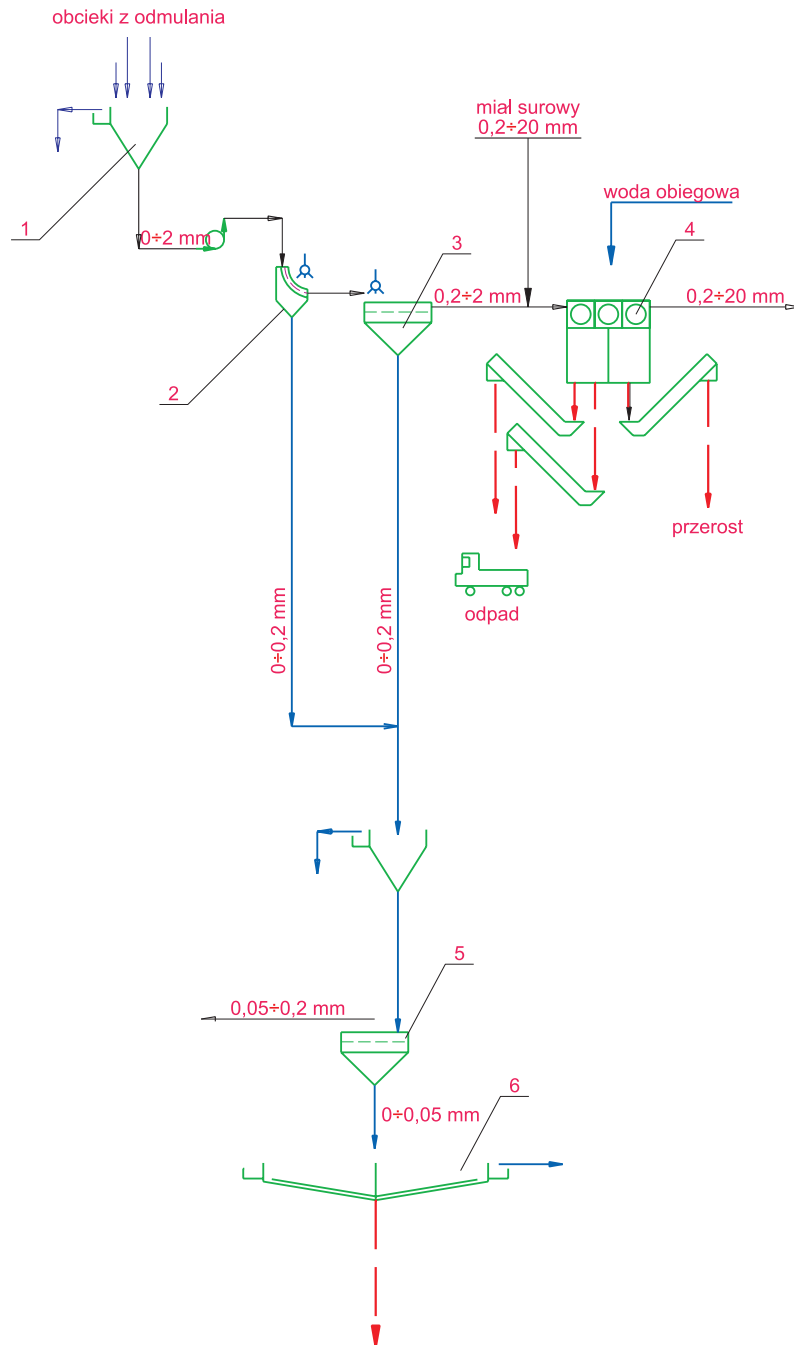 obcieki z odmulania
miał surowy
0,2÷20 mm
woda obiegowa
1
0÷2 mm
3
4
0,2÷2 mm
0,2÷20 mm
2
przerost
odpad
0÷0,2 mm
0÷0,2 mm
5
0,05÷0,2 mm
6
0÷0,05 mm